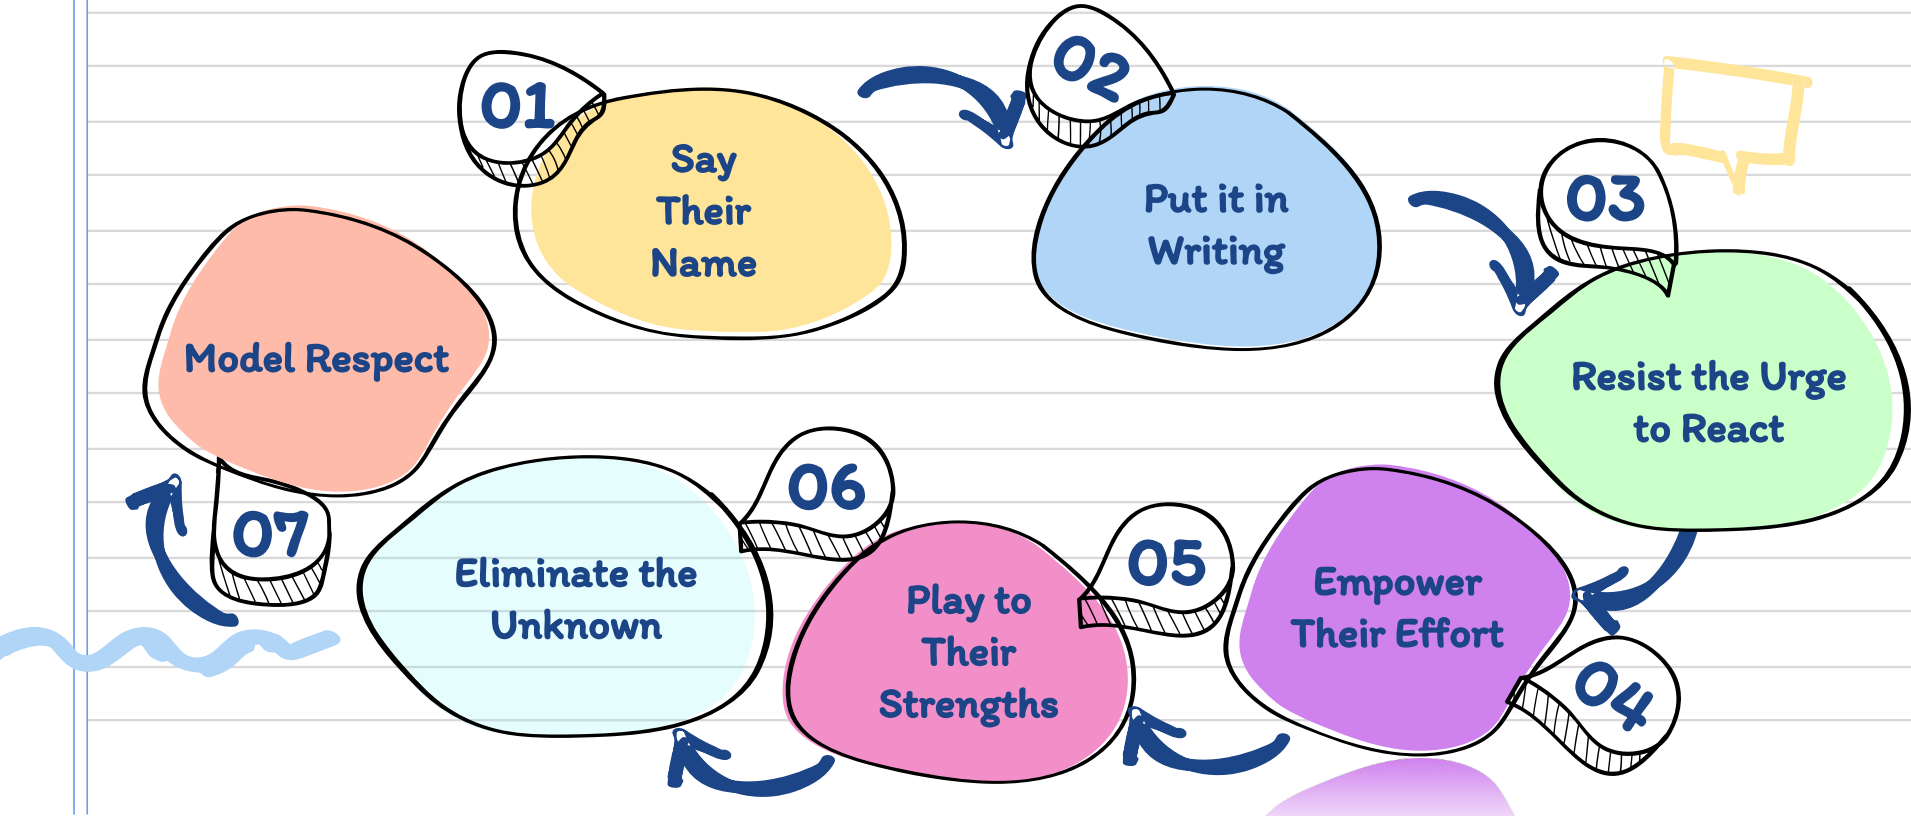 01
Say
Their
Name
02
Put it in
Writing
03
Resist the Urge
to React
04
Empower
Their Effort
05
Play to
Their
Strengths
06
Eliminate the
Unknown
07
Model Respect